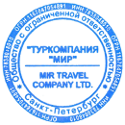 Общество с ограниченной ответственностью
"ТУРКОМПАНИЯ
"МИР"
MIR TRAVEL
COMPANY LTD.
Санкт-Петербург